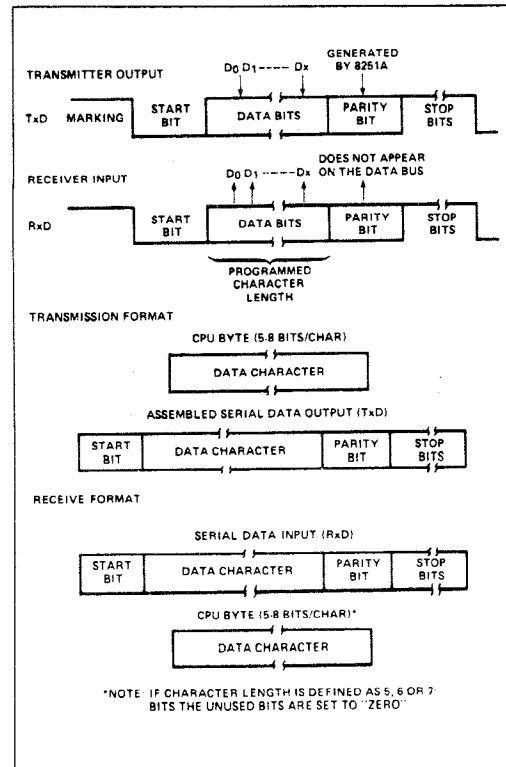 GENERATED
BY 8251A
TRANSMITTER OUTPUT
D0 D1 ---- Dx
TxD MARKING
START
BIT
DATA BITS
PARITY
BIT
STOP
BITS
RECEIVER INPUT
D0 D1 ---- Dx
DOES NOT APPEAR
ON THE DATA BUS
RxD
START
BIT
DATA BITS
PARITY
BIT
STOP
BITS
PROGRAMMED
CHARACTER
LENGTH
TRANSMISSION FORMAT
CPU BYTE (5-8 BITS/CHAR)
DATA CHARACTER
ASSEMBLED SERIAL DATA OUTPUT (TxD)
START
BIT
DATA CHARACTER
PARITY
BIT
STOP
BITS
RECEIVE FORMAT
SERIAL DATA INPUT (RxD)
START
BIT
DATA CHARACTER
PARITY
BIT
STOP
BITS
CPU BYTE (5-8 BITS/CHAR)*
DATA CHARACTER
*NOTE IF CHARACTER LENGTH IS DEFINED AS 5, 6 OR 7
BITS THE UNUSED BITS ARE SET TO "ZERO"